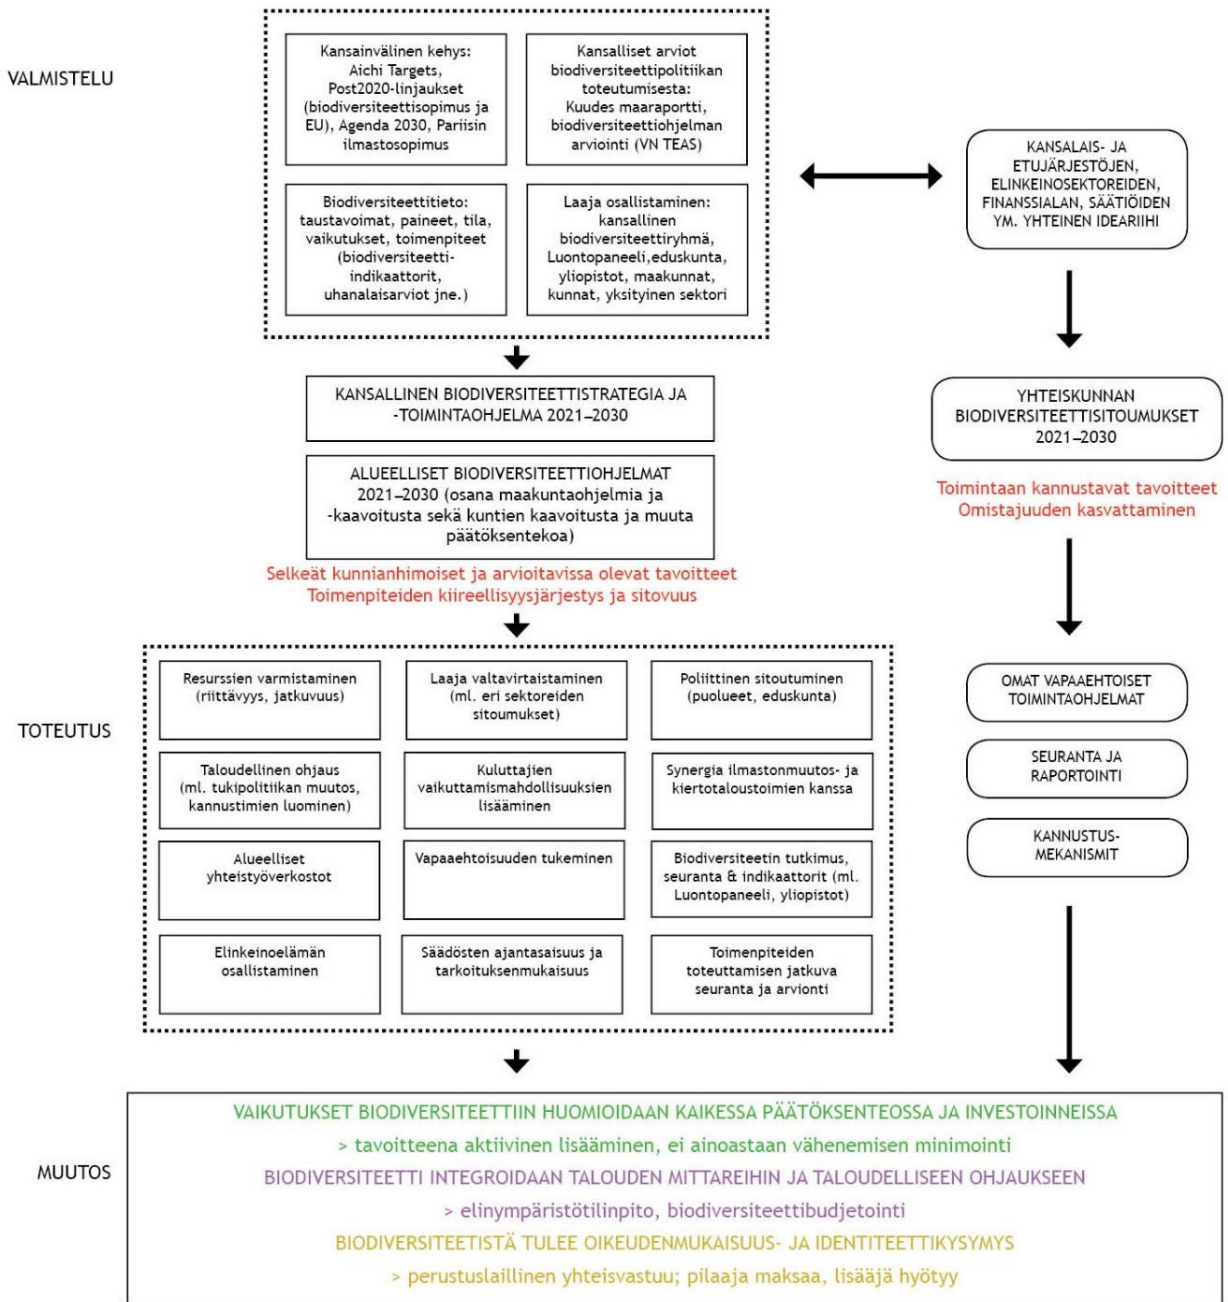 VALMISTELU
Kansainvälinen kehys:
Aichi Targets,
Post2020-linjaukset
(biodiversiteettisopimus ja
EU), Agenda 2030, Pariisin
ilmastosopimus
Kansalliset arviot
biodiversiteettipolitiikan
toteutumisesta:
Kuudes maaraportti,
biodiversiteettiohjelman
arviointi (VN TEAS)
Biodiversiteettitieto:
taustavoimat, paineet, tila,
vaikutukset, toimenpiteet
(biodiversiteetti-
indikaattorit,
uhanalaisarviot jne.)
Laaja osallistaminen:
kansallinen
biodiversiteettiryhmä,
Luontopaneeli,eduskunta,
yliopistot, maakunnat,
kunnat, yksityinen sektori
KANSALAIS- JA
ETUJÄRJESTÖJEN,
ELINKEINOSEKTOREIDEN,
FINANSSIALAN, SÄÄTIÖIDEN
YM. YHTEINEN IDEARIIHI
KANSALLINEN BIODIVERSITEETTISTRATEGIA JA
-TOIMINTAOHJELMA 2021–2030
ALUEELLISET BIODIVERSITEETTIOHJELMAT
2021–2030 (osana maakuntaohjelmia ja
-kaavoitusta sekä kuntien kaavoitusta ja muuta
päätöksentekoa)
Selkeät kunnianhimoiset ja arvioitavissa olevat tavoitteet
Toimenpiteiden kiireellisyysjärjestys ja sitovuus
YHTEISKUNNAN
BIODIVERSITEETTISITOUMUKSET
2021–2030
Toimintaan kannustavat tavoitteet
Omistajuuden kasvattaminen
TOTEUTUS
Resurssien varmistaminen
(riittävyys, jatkuvuus)
Laaja valtavirtaistaminen
(ml. eri sektoreiden
sitoumukset)
Poliittinen sitoutuminen
(puolueet, eduskunta)
Taloudellinen ohjaus
(ml. tukipolitiikan muutos,
kannustimien luominen)
Kuluttajien
vaikuttamismahdollisuuksien
lisääminen
Synergia ilmastonmuutos- ja
kiertotaloustoimien kanssa
Alueelliset
yhteistyöverkostot
Vapaaehtoisuuden tukeminen
Biodiversiteetin tutkimus,
seuranta & indikaattorit (ml.
Luontopaneeli, yliopistot)
Elinkeinoelämän
osallistaminen
Säädösten ajantasaisuus ja
tarkoituksenmukaisuus
Toimenpiteiden
toteuttamisen jatkuva
seuranta ja arvionti
OMAT VAPAAEHTOISET
TOIMINTAOHJELMAT
SEURANTA JA
RAPORTOINTI
KANNUSTUS-
MEKANISMIT
MUUTOS
VAIKUTUKSET BIODIVERSITEETTIIN HUOMIOIDAAN KAIKESSA PÄÄTÖKSENTEOSSA JA INVESTOINNEISSA
> tavoitteena aktiivinen lisääminen, ei ainoastaan vähenemisen minimointi
BIODIVERSITEETTI INTEGROIDAAN TALOUDEN MITTAREIHIN JA TALOUDELLISEEN OHJAUKSEEN
> elinympäristötilinpito, biodiversiteettibudjetointi
BIODIVERSITEETISTÄ TULEE OIKEUDENMUKAISUUS- JA IDENTITEETTIKYSYMYS
> perustuslaillinen yhteisvastuu; pilaaja maksaa, lisääjä hyötyy